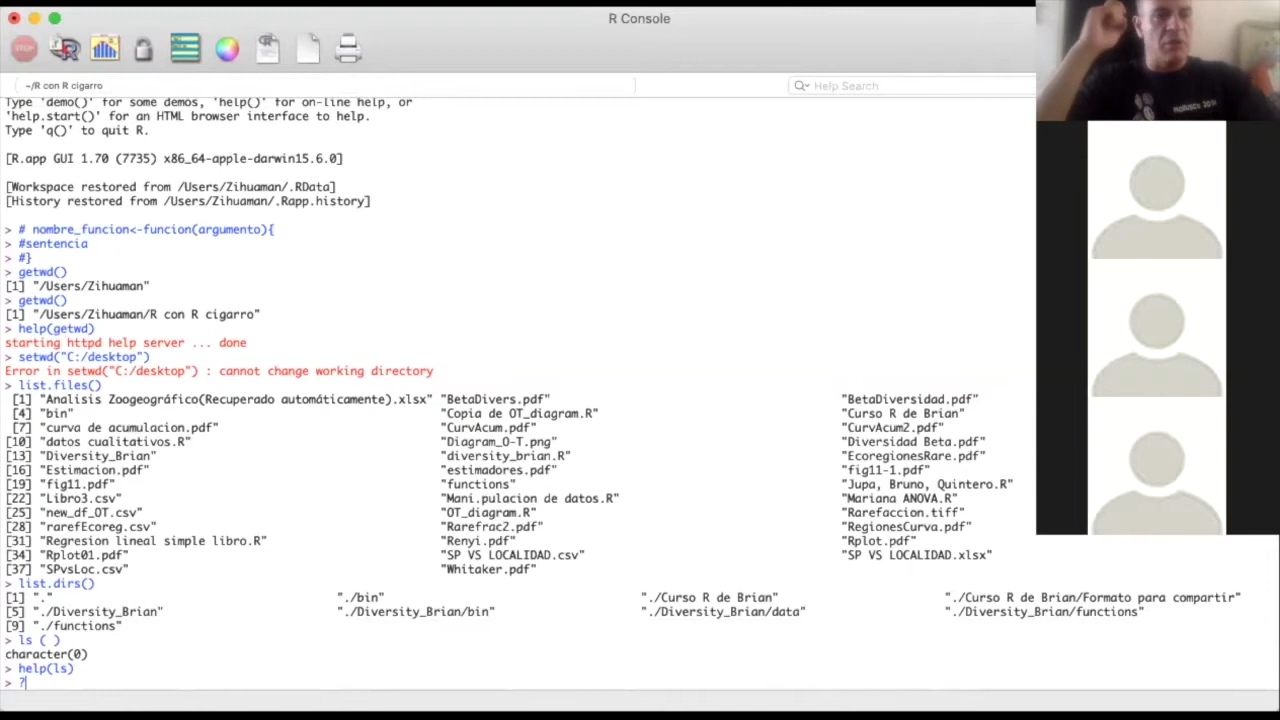 R Console
STOP
~/R con R cigarro
Help Search
Type 'demo()' for some demos, 'help()' for on-line help, or
'help.start()' for an HTML browser interface to help.
Type 'q()' to quit R.
[R.app GUI 1.70 (7735) x86_64-apple-darwin15.6.0]
[Workspace restored from /Users/Zihuaman/.RData]
[History restored from /Users/Zihuaman/.Rapp.history]
> # nombre_funcion<-funcion(argumento){
> #sentencia
> #}
> getwd()
[1] "/Users/Zihuaman"
> getwd()
[1] "/Users/Zihuaman/R con R cigarro"
> help(getwd)
starting httpd help server ... done
> setwd("C:/desktop")
Error in setwd("C:/desktop") : cannot change working directory
> list.files()
[1] "Analisis Zoogeográfico(Recuperado automáticamente).xlsx" "BetaDivers.pdf" "BetaDiversidad.pdf"
[4] "bin" "Copia de OT_diagram.R" "Curso R de Brian"
[7] "curva de acumulacion.pdf" "CurvAcum.pdf" "CurvAcum2.pdf"
[10] "datos cualitativos.R" "Diagram_O-T.png" "Diversidad Beta.pdf"
[13] "Diversity_Brian" "diversity_brian.R" "EcoregionesRare.pdf"
[16] "Estimacion.pdf" "estimadores.pdf" "fig11-1.pdf"
[19] "fig11.pdf" "functions" "Jupa, Bruno, Quintero.R"
[22] "Libro3.csv" "Mani.pulacion de datos.R" "Mariana ANOVA.R"
[25] "new_df_OT.csv" "OT_diagram.R" "Rarefaccion.tiff"
[28] "rarefEcoreg.csv" "Rarefrac2.pdf" "RegionesCurva.pdf"
[31] "Regresion lineal simple libro.R" "Renyi.pdf" "Rplot.pdf"
[34] "Rplot01.pdf" "SP VS LOCALIDAD.csv" "SP VS LOCALIDAD.xlsx"
[37] "SPvsLoc.csv" "Whitaker.pdf"
> list.dirs()
[1] "." "./bin" "./Curso R de Brian" "./Curso R de Brian/Formato para compartir"
[5] "./Diversity_Brian" "./Diversity_Brian/bin" "./Diversity_Brian/data" "./Diversity_Brian/functions"
[9] "./functions"
> ls ( )
character(0)
> help(ls)
> ?